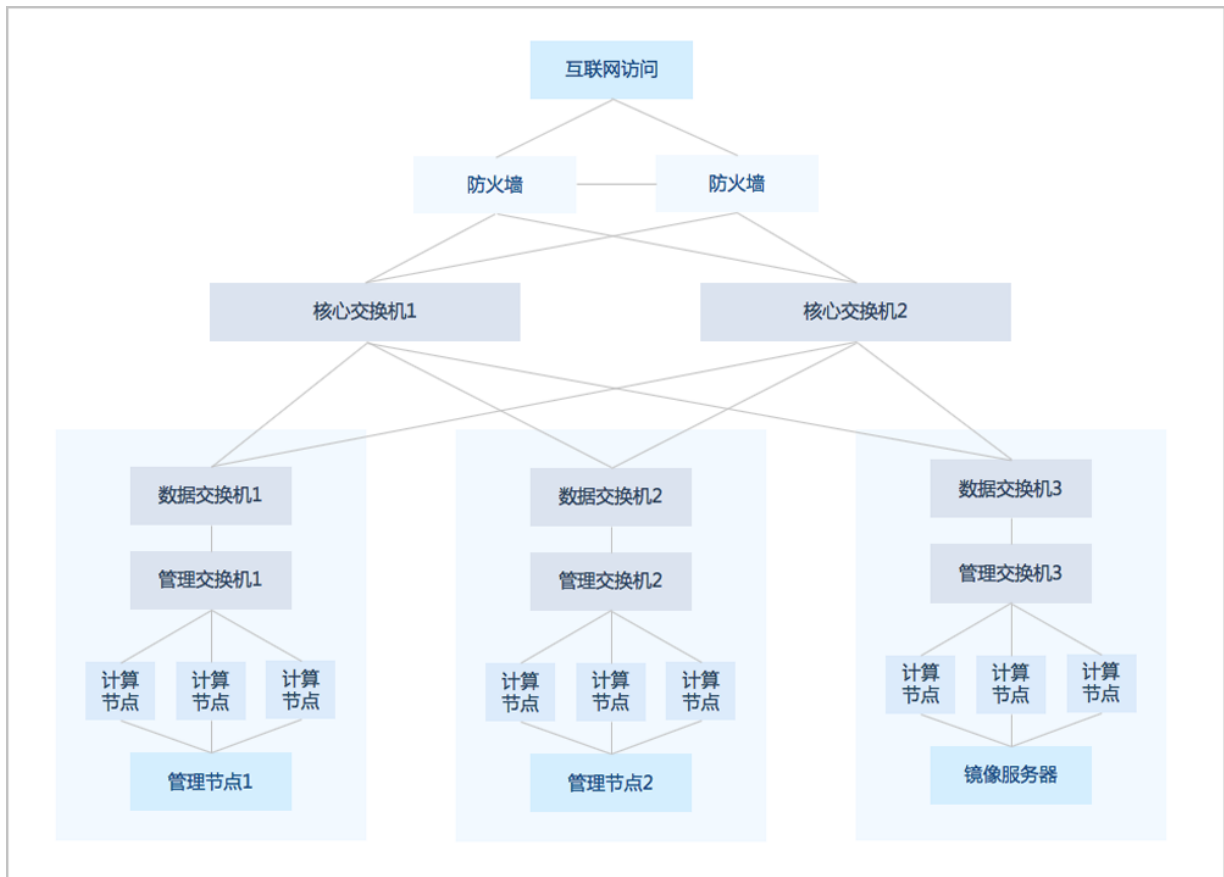 互联网访问
防火墙
防火墙
核心交换机1
核心交换机2
数据交换机1
管理交换机1
计算
节点
计算
节点
计算
节点
管理节点1
数据交换机2
管理交换机2
计算
节点
计算
节点
计算
节点
管理节点2
数据交换机3
管理交换机3
计算
节点
计算
节点
计算
节点
镜像服务器